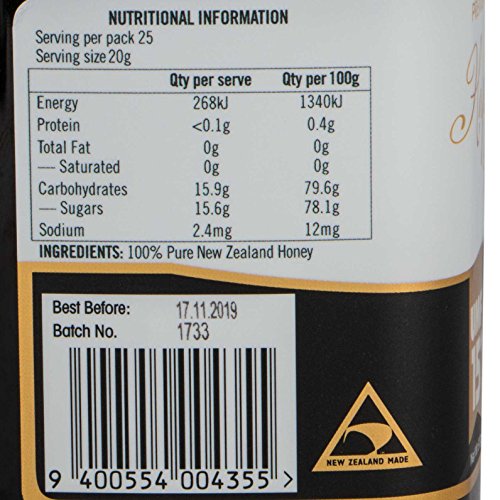 NUTRITIONAL INFORMATION
Serving per pack 25
Serving size 20g
Qty per serve Qty per 100g
Energy 268kJ 1340kJ
Protein <0.1g 0.4g
Total Fat 0g 0g
— Saturated 0g 0g
Carbohydrates 15.9g 79.6g
— Sugars 15.6g 78.1g
Sodium 2.4mg 12mg
INGREDIENTS: 100% Pure New Zealand Honey
Best Before: 17.11.2019
Batch No. 1733
9 400554 004355 >
NEW ZEALAND MADE